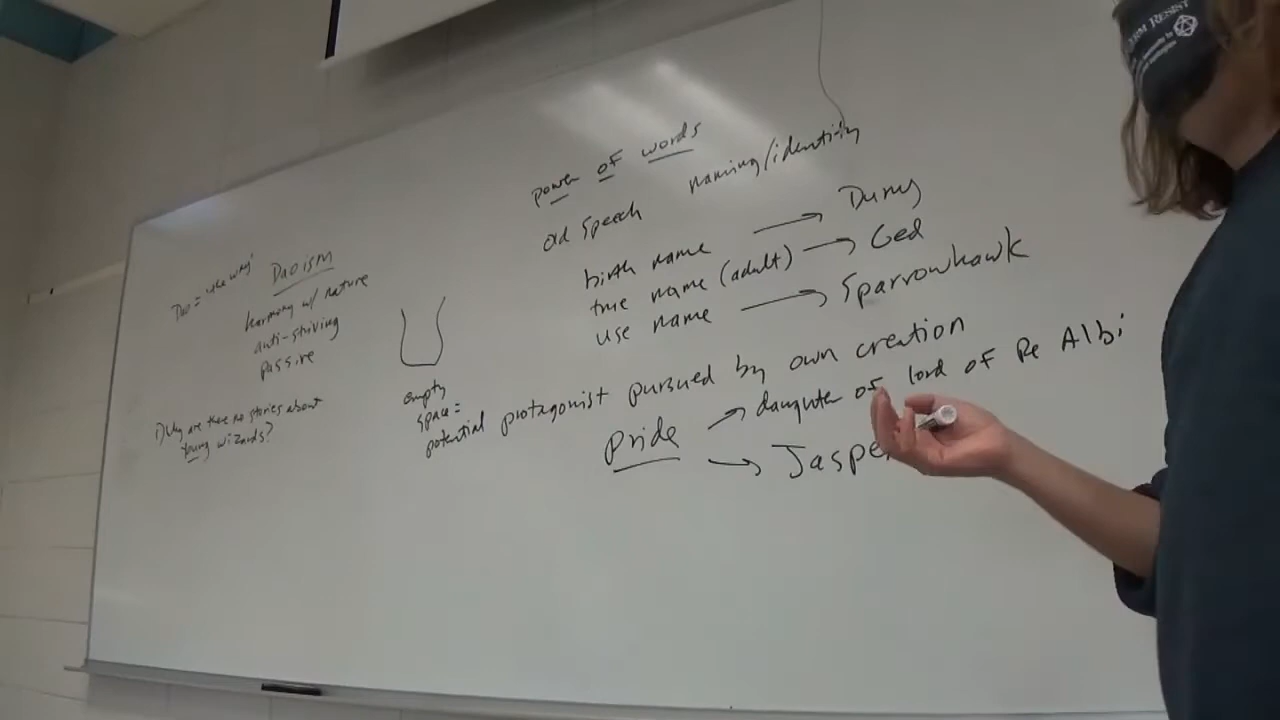 Dao = 'the way'
Daoism
harmony w/ nature
anti-striving
passive
1) Why are there no stories about
young wizards?
empty
space =
potential
power of words
old speech
naming/identity
birth name → Duny
true name (adult) → Ged
use name → Sparrowhawk
protagonist pursued by own creation
pride → daughter of lord of Re Albi
→ Jasper
RESIST